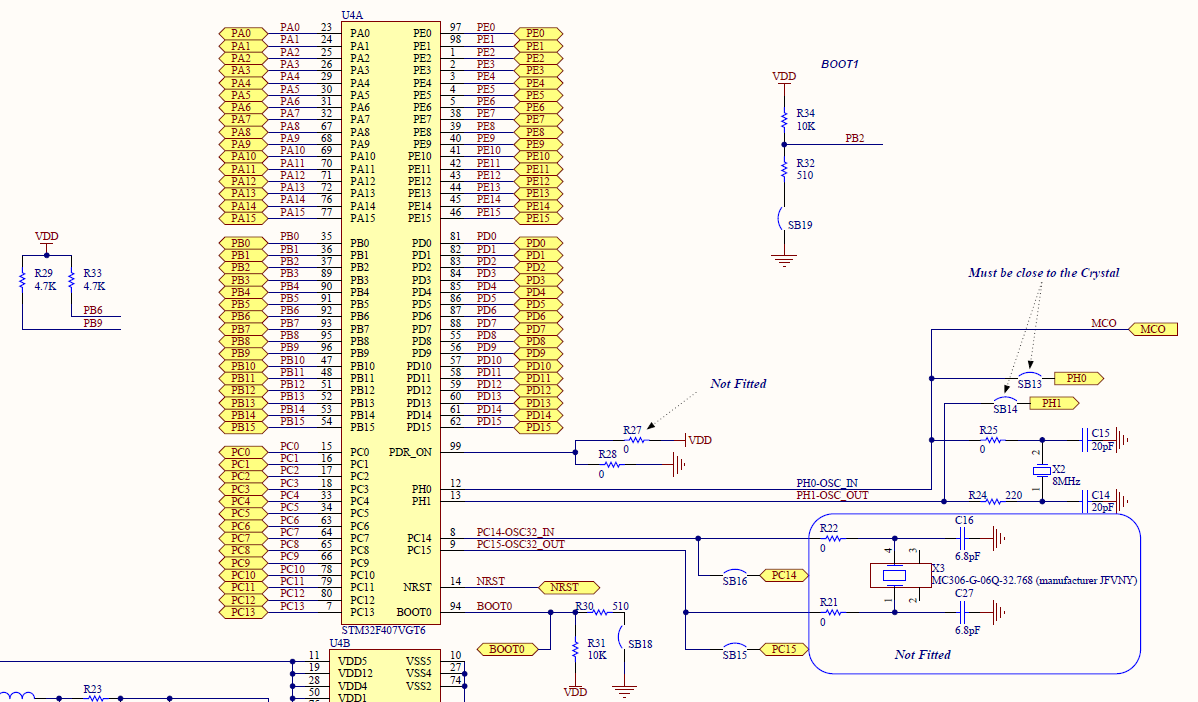 U4A
PA0 PA0 23 PA0 PE0 97 PE0 PE0
PA1 PA1 24 PA1 PE1 98 PE1 PE1
PA2 PA2 25 PA2 PE2 1 PE2 PE2
PA3 PA3 26 PA3 PE3 2 PE3 PE3
PA4 PA4 29 PA4 PE4 3 PE4 PE4
PA5 PA5 30 PA5 PE5 4 PE5 PE5
PA6 PA6 31 PA6 PE6 5 PE6 PE6
PA7 PA7 32 PA7 PE7 38 PE7 PE7
PA8 PA8 67 PA8 PE8 39 PE8 PE8
PA9 PA9 68 PA9 PE9 40 PE9 PE9
PA10 PA10 69 PA10 PE10 41 PE10 PE10
PA11 PA11 70 PA11 PE11 42 PE11 PE11
PA12 PA12 71 PA12 PE12 43 PE12 PE12
PA13 PA13 72 PA13 PE13 44 PE13 PE13
PA14 PA14 76 PA14 PE14 45 PE14 PE14
PA15 PA15 77 PA15 PE15 46 PE15 PE15
PB0 PB0 35 PB0 PD0 81 PD0 PD0
PB1 PB1 36 PB1 PD1 82 PD1 PD1
PB2 PB2 37 PB2 PD2 83 PD2 PD2
PB3 PB3 89 PB3 PD3 84 PD3 PD3
PB4 PB4 90 PB4 PD4 85 PD4 PD4
PB5 PB5 91 PB5 PD5 86 PD5 PD5
PB6 PB6 92 PB6 PD6 87 PD6 PD6
PB7 PB7 93 PB7 PD7 88 PD7 PD7
PB8 PB8 95 PB8 PD8 55 PD8 PD8
PB9 PB9 96 PB9 PD9 56 PD9 PD9
PB10 PB10 47 PB10 PD10 57 PD10 PD10
PB11 PB11 48 PB11 PD11 58 PD11 PD11
PB12 PB12 51 PB12 PD12 59 PD12 PD12
PB13 PB13 52 PB13 PD13 60 PD13 PD13
PB14 PB14 53 PB14 PD14 61 PD14 PD14
PB15 PB15 54 PB15 PD15 62 PD15 PD15
PC0 PC0 15 PC0 PDR_ON 99
PC1 PC1 16 PC1
PC2 PC2 17 PC2
PC3 PC3 18 PC3 PH0 12 PH0-OSC_IN
PC4 PC4 33 PC4 PH1 13 PH1-OSC_OUT
PC5 PC5 34 PC5
PC6 PC6 63 PC6
PC7 PC7 64 PC7 PC14 8 PC14-OSC32_IN
PC8 PC8 65 PC8 PC15 9 PC15-OSC32_OUT
PC9 PC9 66 PC9
PC10 PC10 78 PC10
PC11 PC11 79 PC11 NRST 14 NRST NRST
PC12 PC12 80 PC12
PC13 PC13 7 PC13 BOOT0 94 BOOT0
STM32F407VGT6
U4B
11 VDD5 VSS5 10
19 VDD12 VSS4 27
28 VDD4 VSS2 74
50 VDD1
R23
VDD
R29 R33
4.7K 4.7K
PB6
PB9
BOOT1
VDD
R34
10K
PB2
R32
510
SB19
Must be close to the Crystal
MCO MCO
SB13 PH0
SB14 PH1
Not Fitted
R27 VDD
0
R28
0
R25
0
C15
20pF
2
X2
8MHz
1
R24 220
C14
20pF
R22
0
C16
6.8pF
SB16 PC14
4 3
X3
MC306-G-06Q-32.768 (manufacturer JFVNY)
1 2
R21
0
C27
6.8pF
SB15 PC15
Not Fitted
R30 510
BOOT0
R31
10K
SB18
VDD